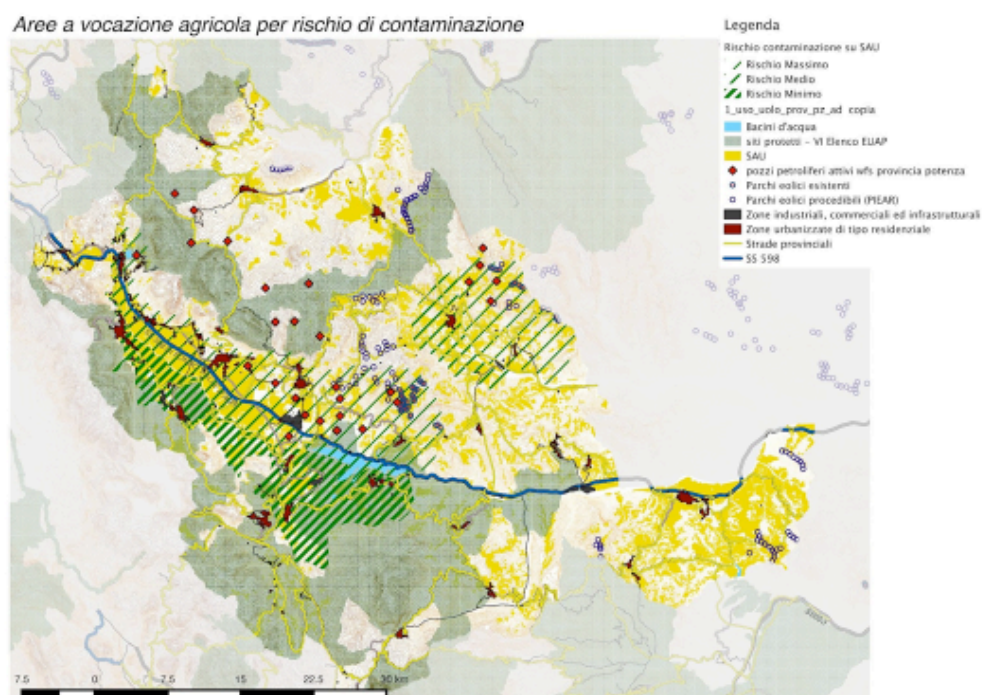 Aree a vocazione agricola per rischio di contaminazione
Legenda
Rischio contaminazione su SAU
Rischio Massimo
Rischio Medio
Rischio Minimo
1_uso_uolo_prov_pz_ad copia
Bacini d'acqua
siti protetti - VI Elenco EUAP
SAU
pozzi petroliferi attivi wfs provincia potenza
Parchi eolici esistenti
Parchi eolici procedibili (PIEAR)
Zone industriali, commerciali ed infrastrutturali
Zone urbanizzate di tipo residenziale
Strade provinciali
SS 598
7.5 0 7.5 15 22.5 30 km